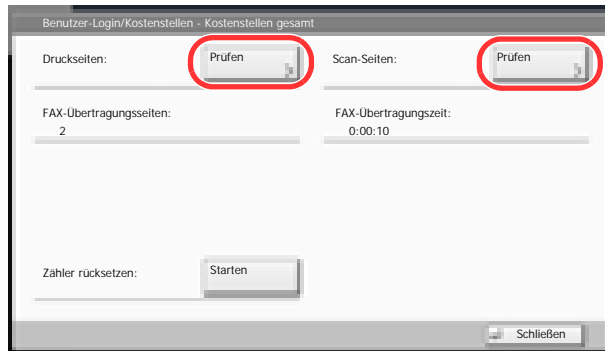 Benutzer-Login/Kostenstellen - Kostenstellen gesamt
Druckseiten:
Prüfen
Scan-Seiten:
Prüfen
FAX-Übertragungsseiten:
2
FAX-Übertragungszeit:
0:00:10
Zähler rücksetzen:
Starten
Schließen